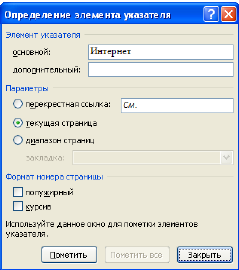 Определение элемента указателя
Элемент указателя
основной: Интернет
дополнительный:
Параметры
перекрестная ссылка: См.
текущая страница
диапазон страниц
закладка:
Формат номера страницы
полужирный
курсив
Используйте данное окно для пометки элементов
указателя.
Пометить Пометить все Закрыть